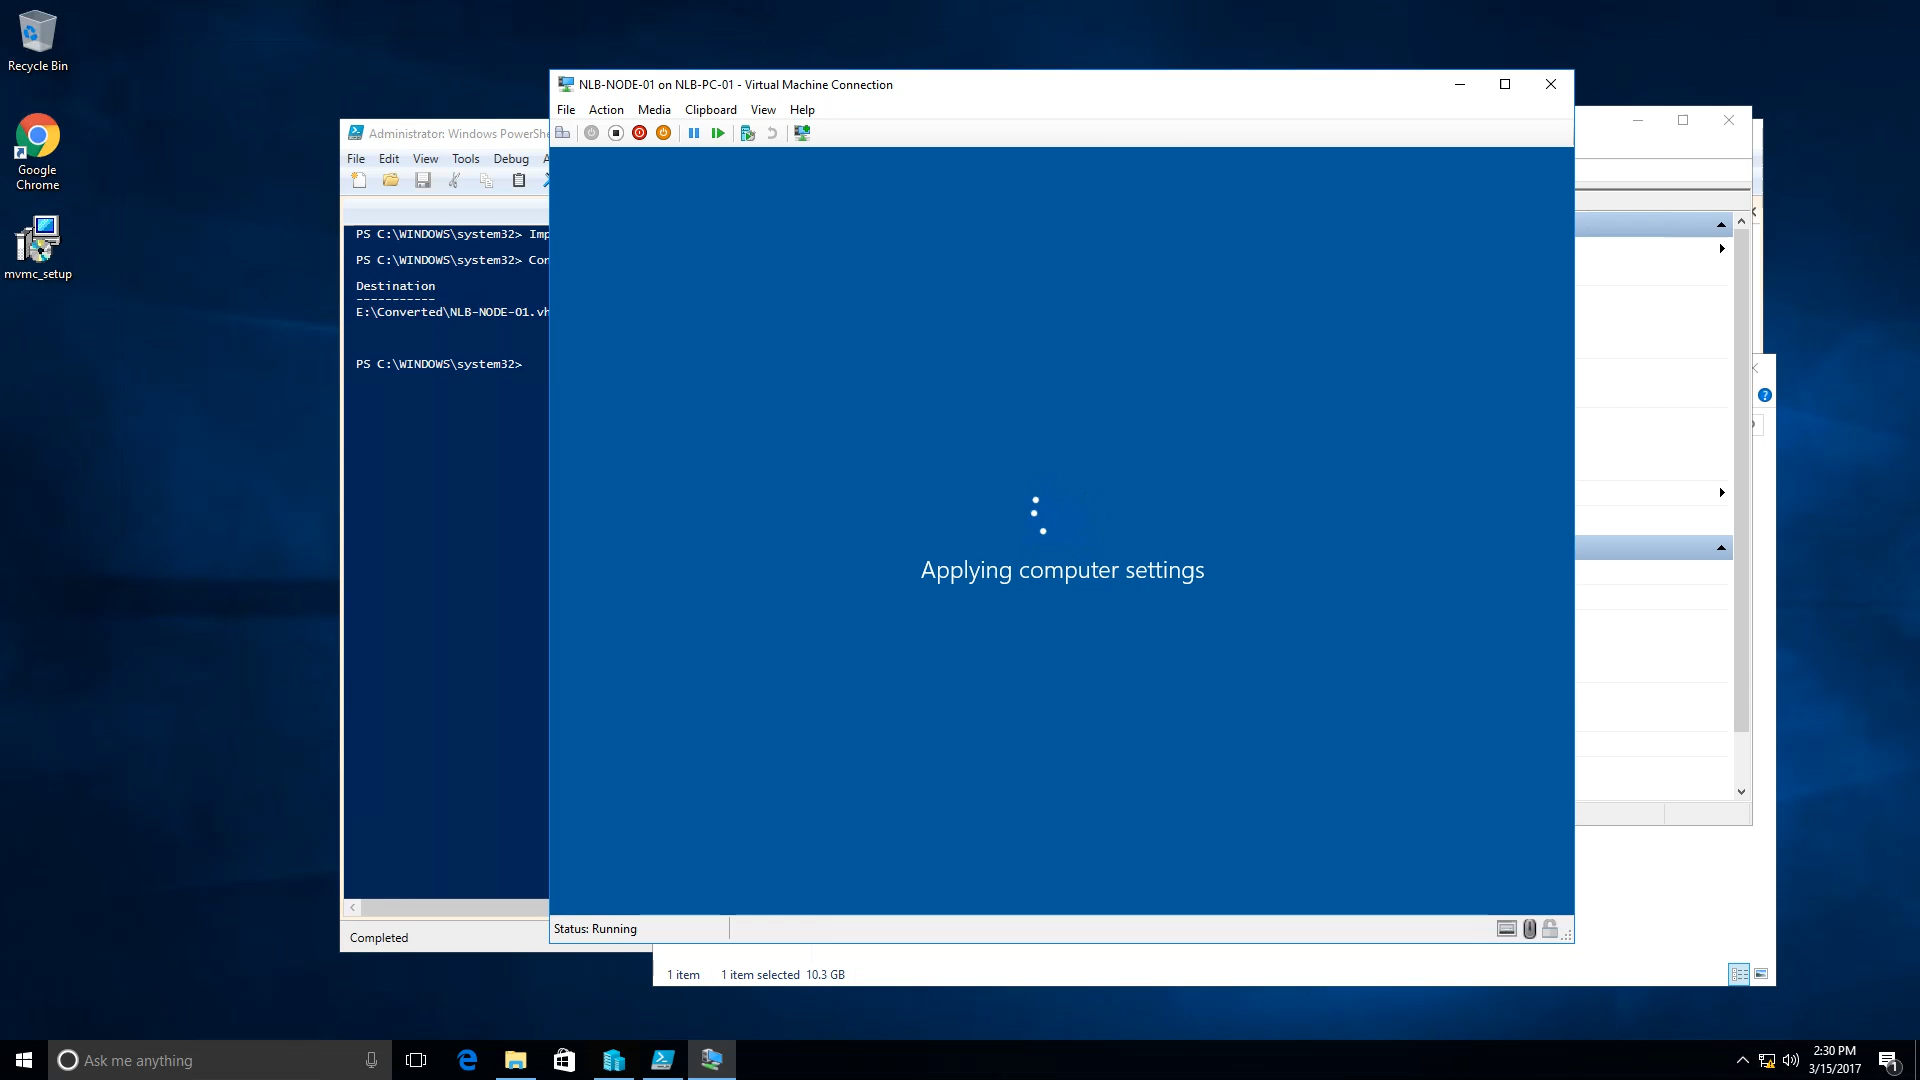 Recycle Bin
Google
Chrome
mvmc_setup
Administrator: Windows PowerShe
File Edit View Tools Debug A
PS C:\WINDOWS\system32> Imp
PS C:\WINDOWS\system32> Con
Destination
-----------
E:\Converted\NLB-NODE-01.vh
PS C:\WINDOWS\system32>
Completed
NLB-NODE-01 on NLB-PC-01 - Virtual Machine Connection
File Action Media Clipboard View Help
Applying computer settings
Status: Running
1 item 1 item selected 10.3 GB
Ask me anything
2:30 PM
3/15/2017
1